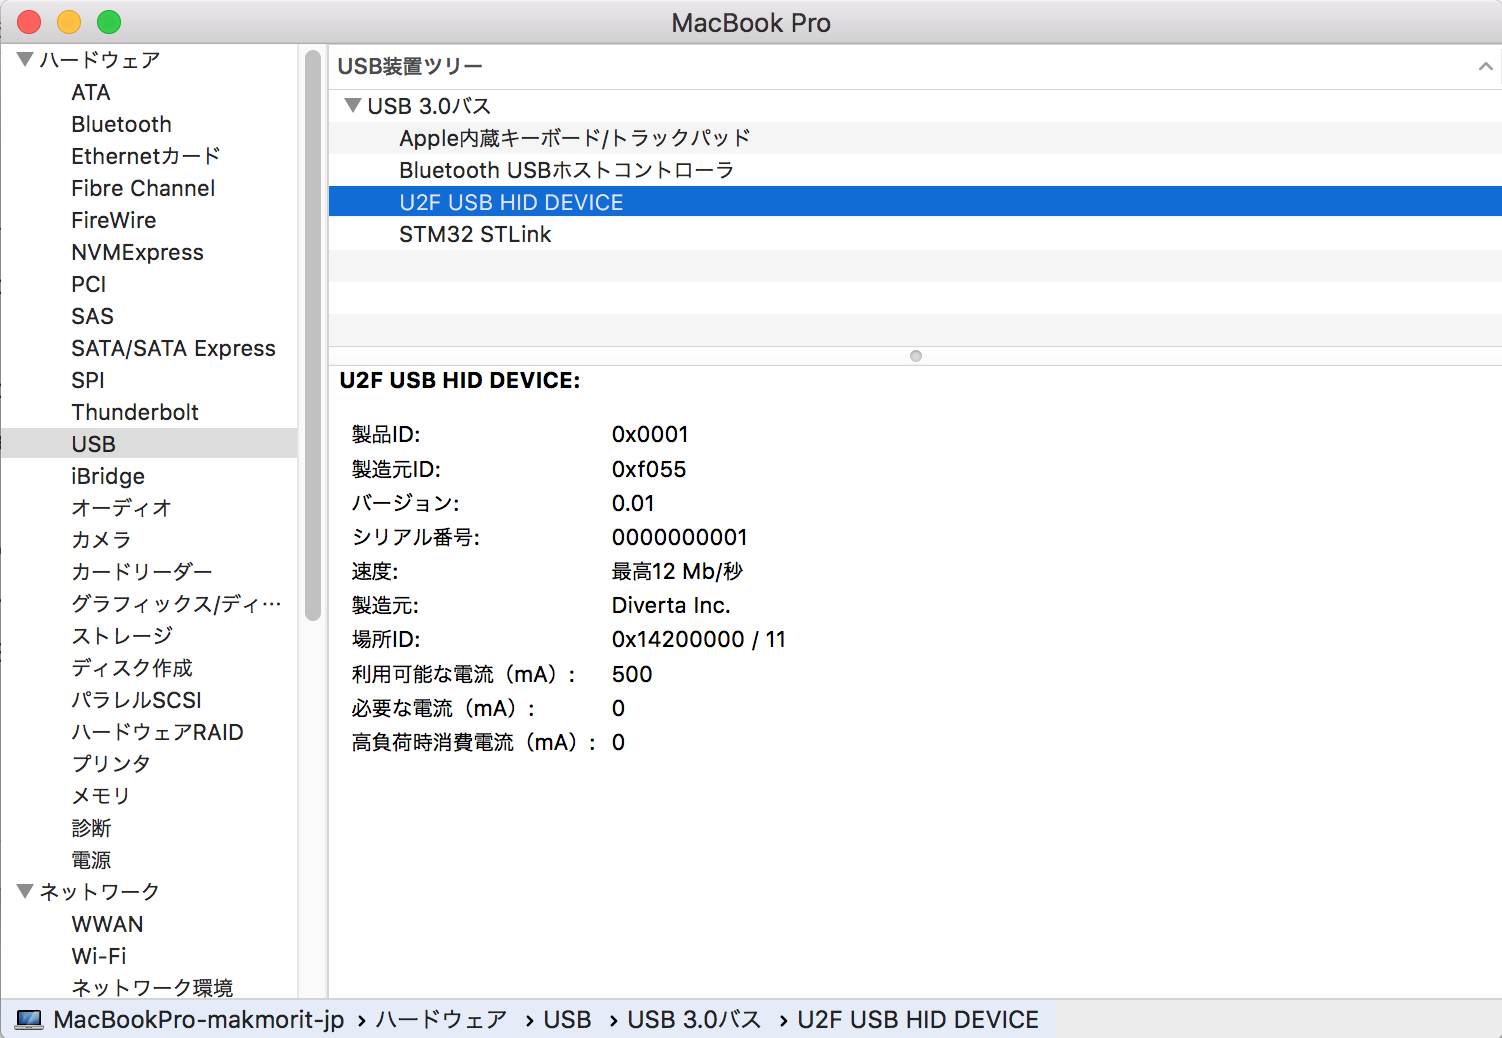 MacBook Pro
ハードウェア
ATA
Bluetooth
Ethernetカード
Fibre Channel
FireWire
NVMExpress
PCI
SAS
SATA/SATA Express
SPI
Thunderbolt
USB
iBridge
オーディオ
カメラ
カードリーダー
グラフィックス/ディ…
ストレージ
ディスク作成
パラレルSCSI
ハードウェアRAID
プリンタ
メモリ
診断
電源
ネットワーク
WWAN
Wi-Fi
ネットワーク環境
USB装置ツリー
USB 3.0バス
Apple内蔵キーボード/トラックパッド
Bluetooth USBホストコントローラ
U2F USB HID DEVICE
STM32 STLink
U2F USB HID DEVICE:
製品ID: 0x0001
製造元ID: 0xf055
バージョン: 0.01
シリアル番号: 0000000001
速度: 最高12 Mb/秒
製造元: Diverta Inc.
場所ID: 0x14200000 / 11
利用可能な電流（mA）: 500
必要な電流（mA）: 0
高負荷時消費電流（mA）: 0
MacBookPro-makmorit-jp › ハードウェア › USB › USB 3.0バス › U2F USB HID DEVICE